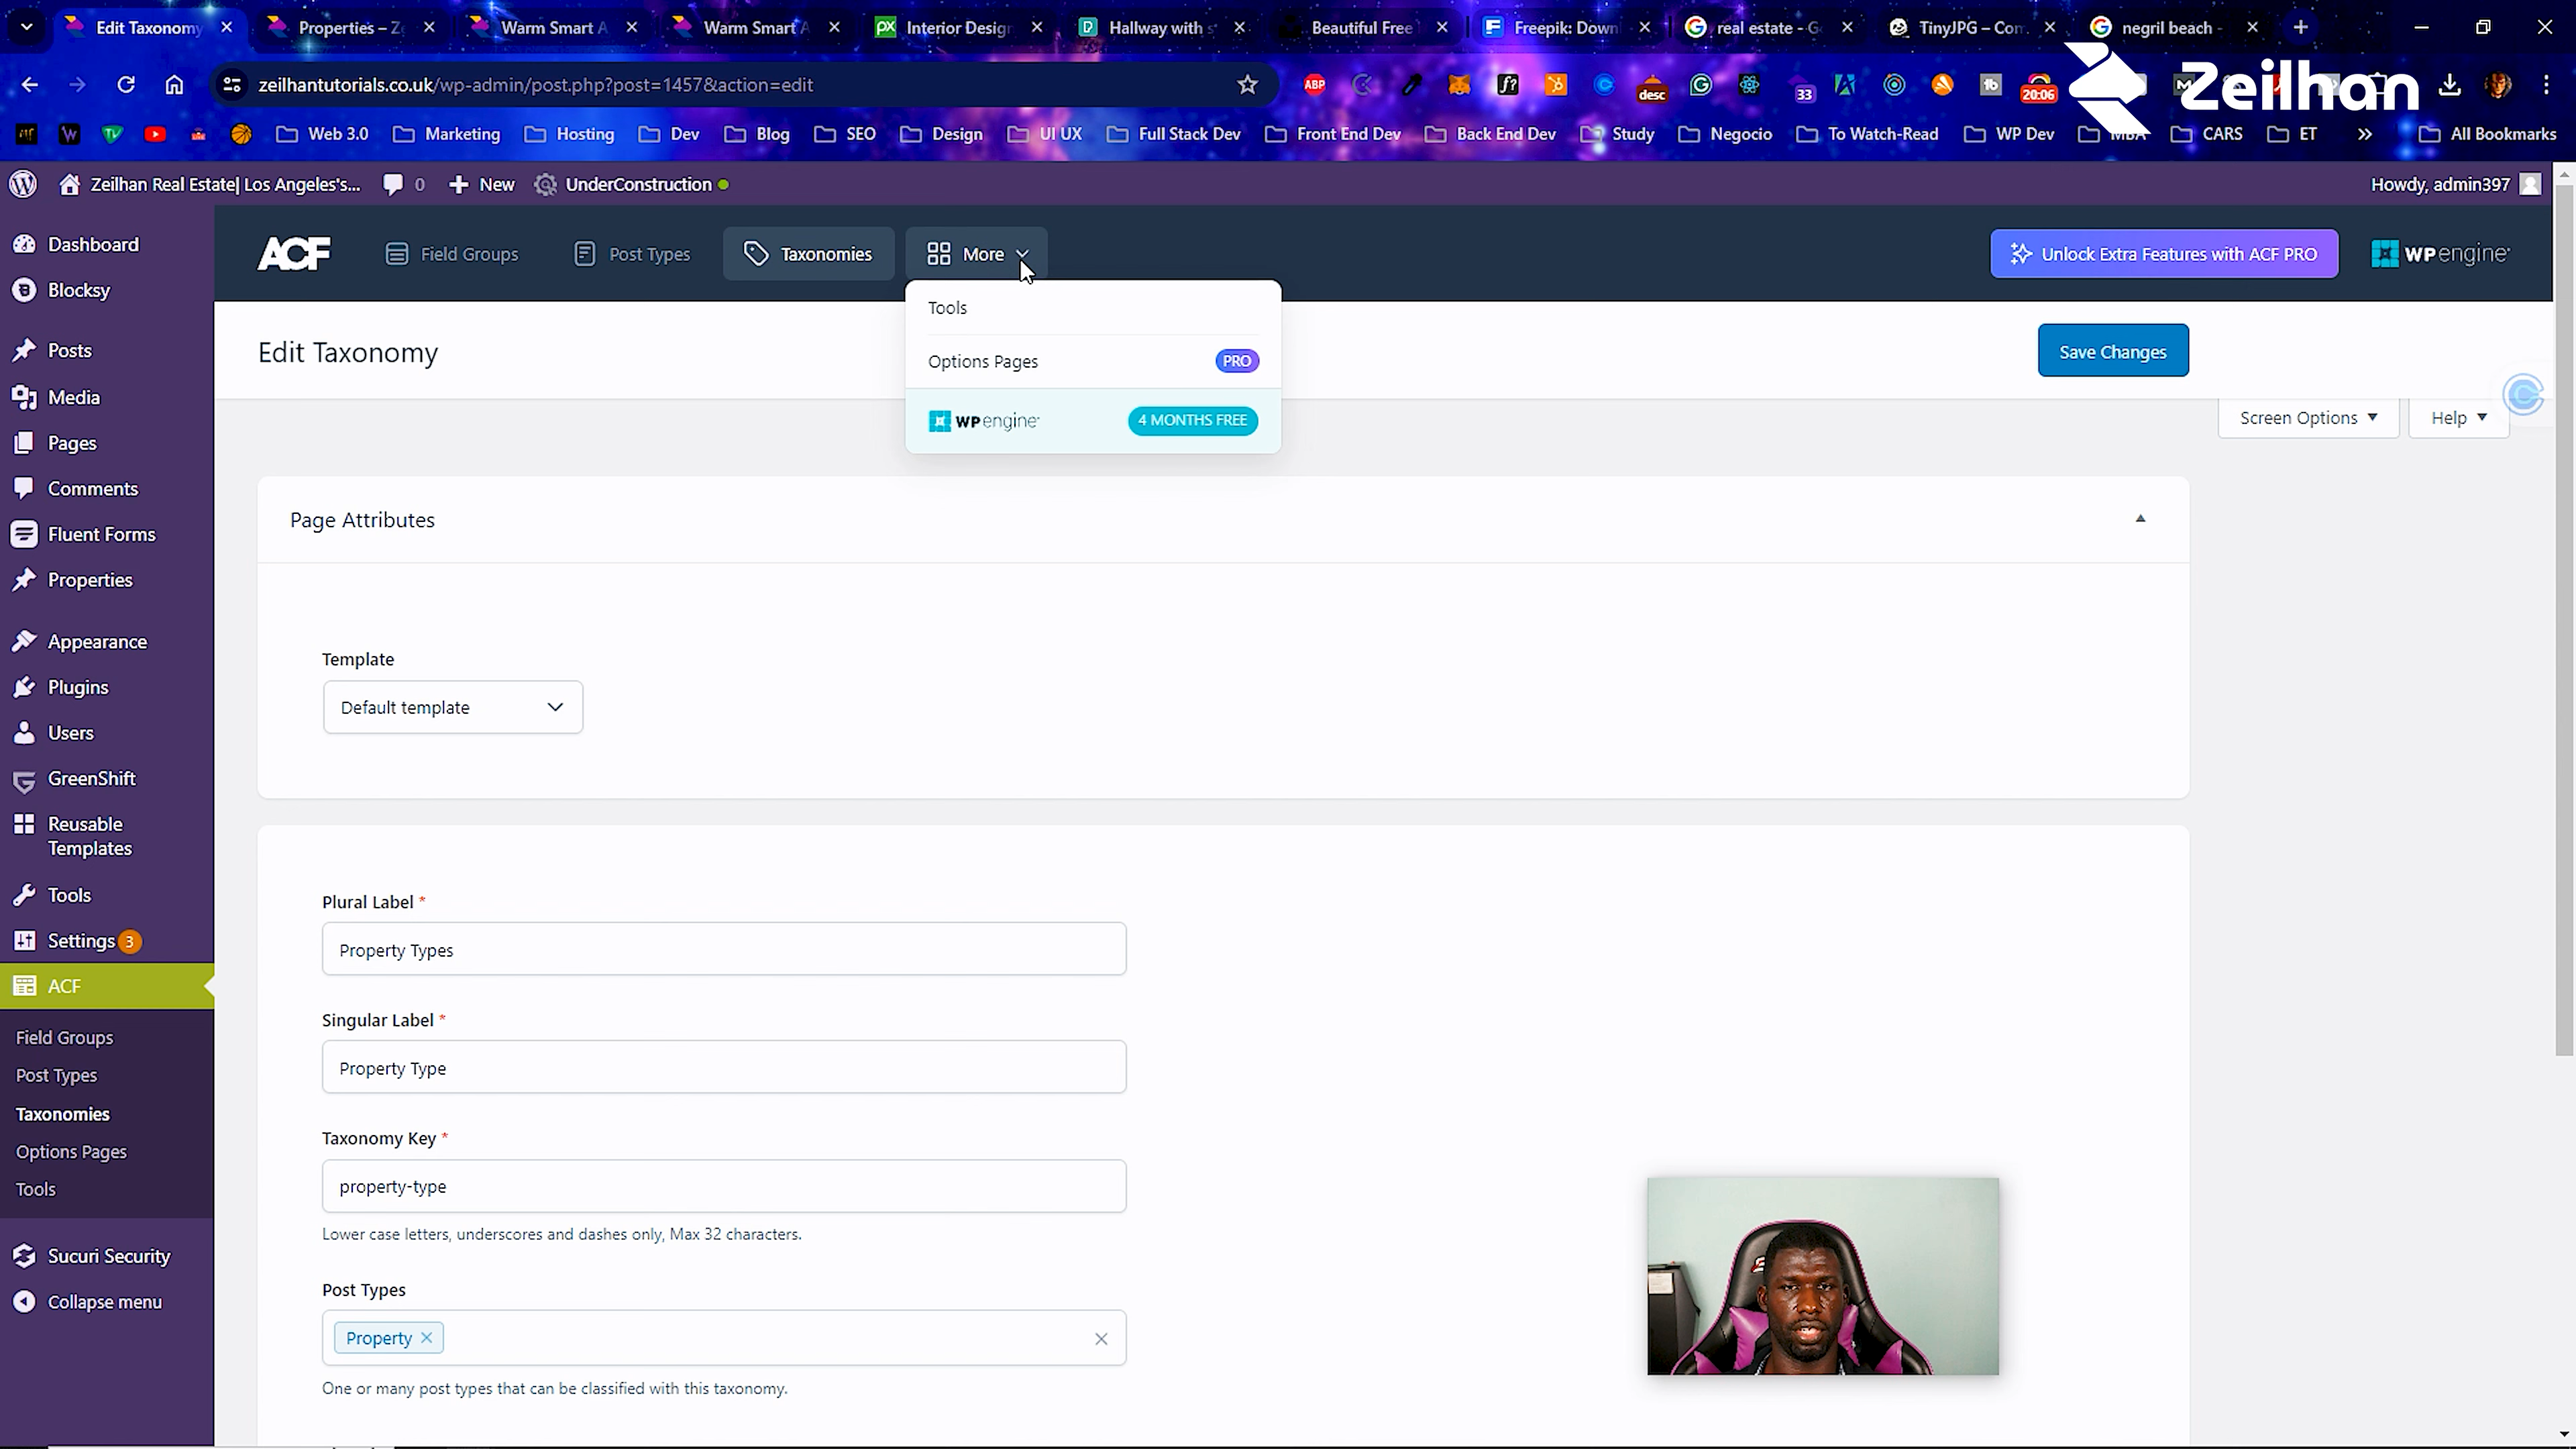 Edit Taxonomy
Properties – Ze
Warm Smart A
Warm Smart A
Interior Design
Hallway with s
Beautiful Free
Freepik: Down
real estate - G
TinyJPG – Com
negril beach -
zeilhantutorials.co.uk/wp-admin/post.php?post=1457&action=edit
ABP
f?
desc
33
20:06
Zeilhan
Web 3.0
Marketing
Hosting
Dev
Blog
SEO
Design
UI UX
Full Stack Dev
Front End Dev
Back End Dev
Study
Negocio
To Watch-Read
WP Dev
MBA
CARS
ET
All Bookmarks
Zeilhan Real Estate| Los Angeles's...
0
New
UnderConstruction
Howdy, admin397
ACF
Field Groups
Post Types
Taxonomies
More
Unlock Extra Features with ACF PRO
WP engine
Tools
Options Pages
PRO
WP engine
4 MONTHS FREE
Edit Taxonomy
Save Changes
Screen Options
Help
Dashboard
Blocksy
Posts
Media
Pages
Comments
Fluent Forms
Properties
Appearance
Plugins
Users
GreenShift
Reusable
Templates
Tools
Settings 3
ACF
Field Groups
Post Types
Taxonomies
Options Pages
Tools
Sucuri Security
Collapse menu
Page Attributes
Template
Default template
Plural Label *
Property Types
Singular Label *
Property Type
Taxonomy Key *
property-type
Lower case letters, underscores and dashes only, Max 32 characters.
Post Types
Property
One or many post types that can be classified with this taxonomy.